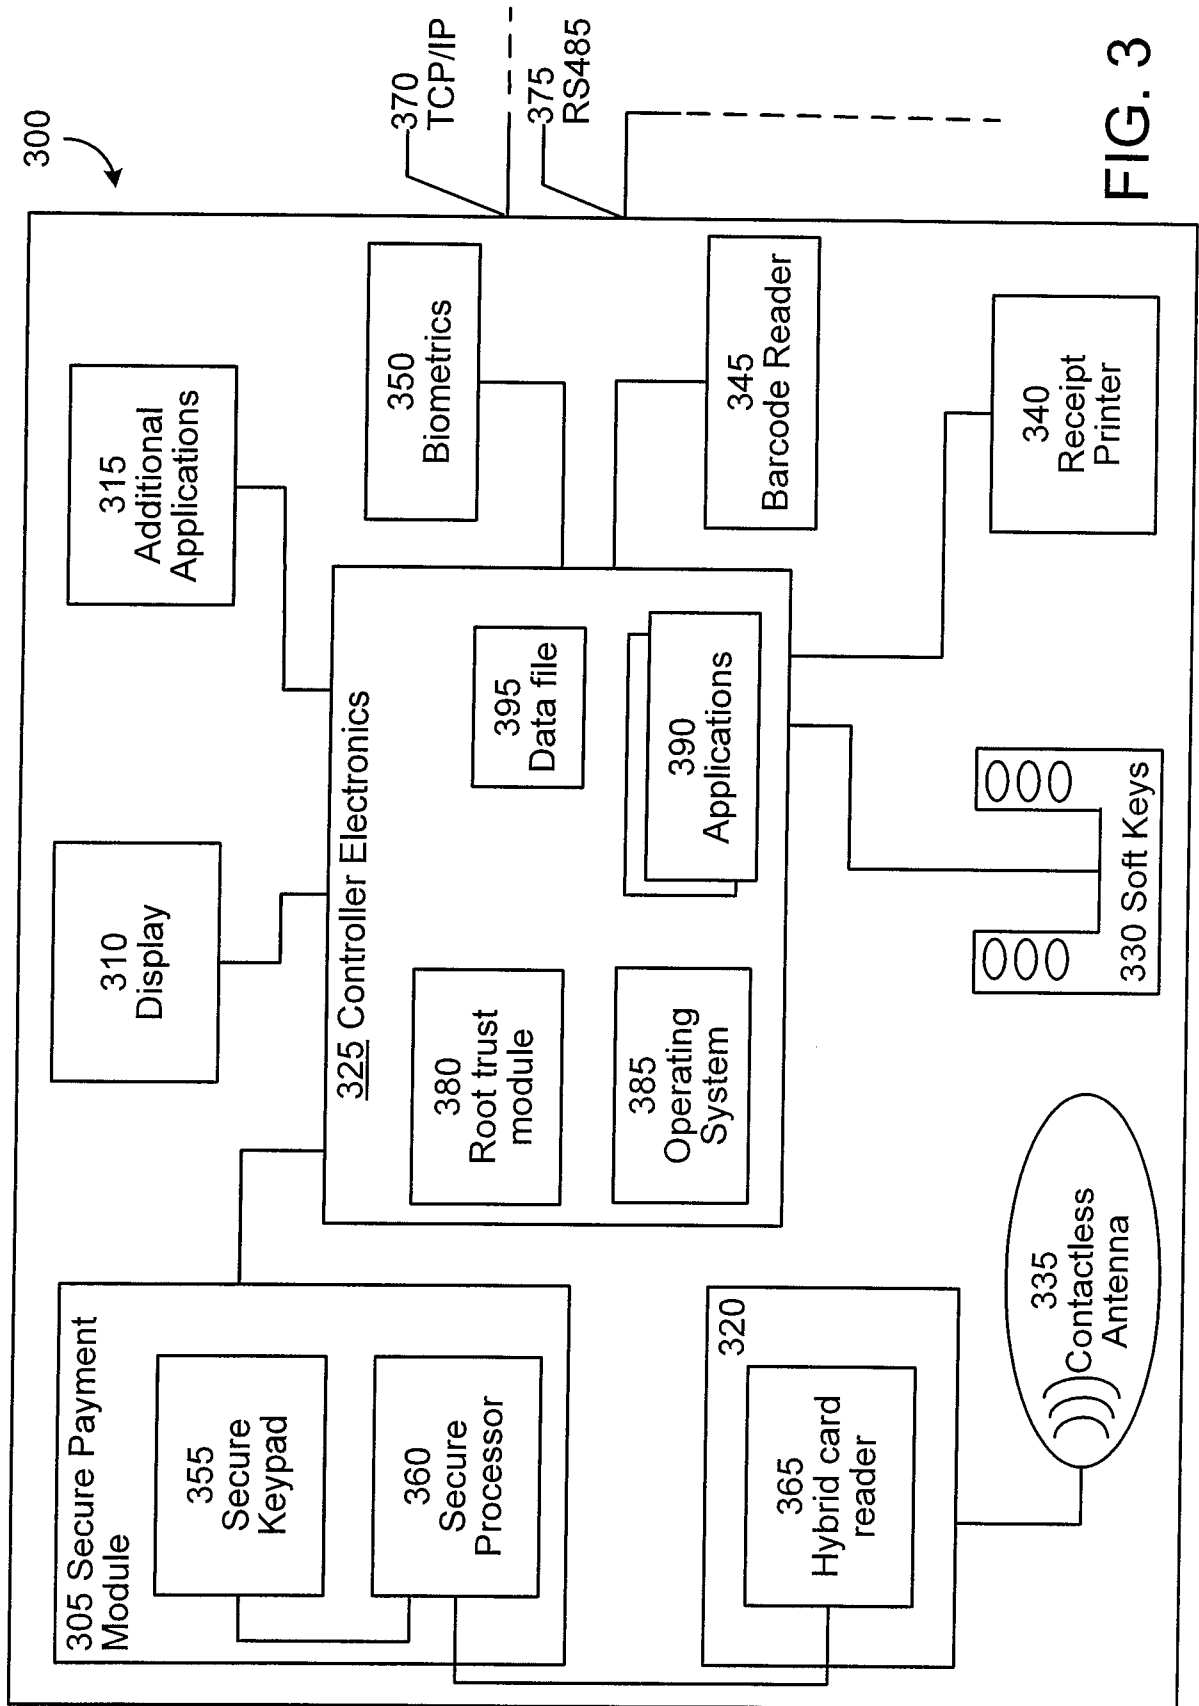 300
305 Secure Payment
Module
355
Secure
Keypad
360
Secure
Processor
310
Display
315
Additional
Applications
370
TCP/IP
375
RS485
325 Controller Electronics
380
Root trust
module
385
Operating
System
395
Data file
390
Applications
350
Biometrics
345
Barcode Reader
320
365
Hybrid card
reader
335
Contactless
Antenna
330 Soft Keys
340
Receipt
Printer
FIG. 3